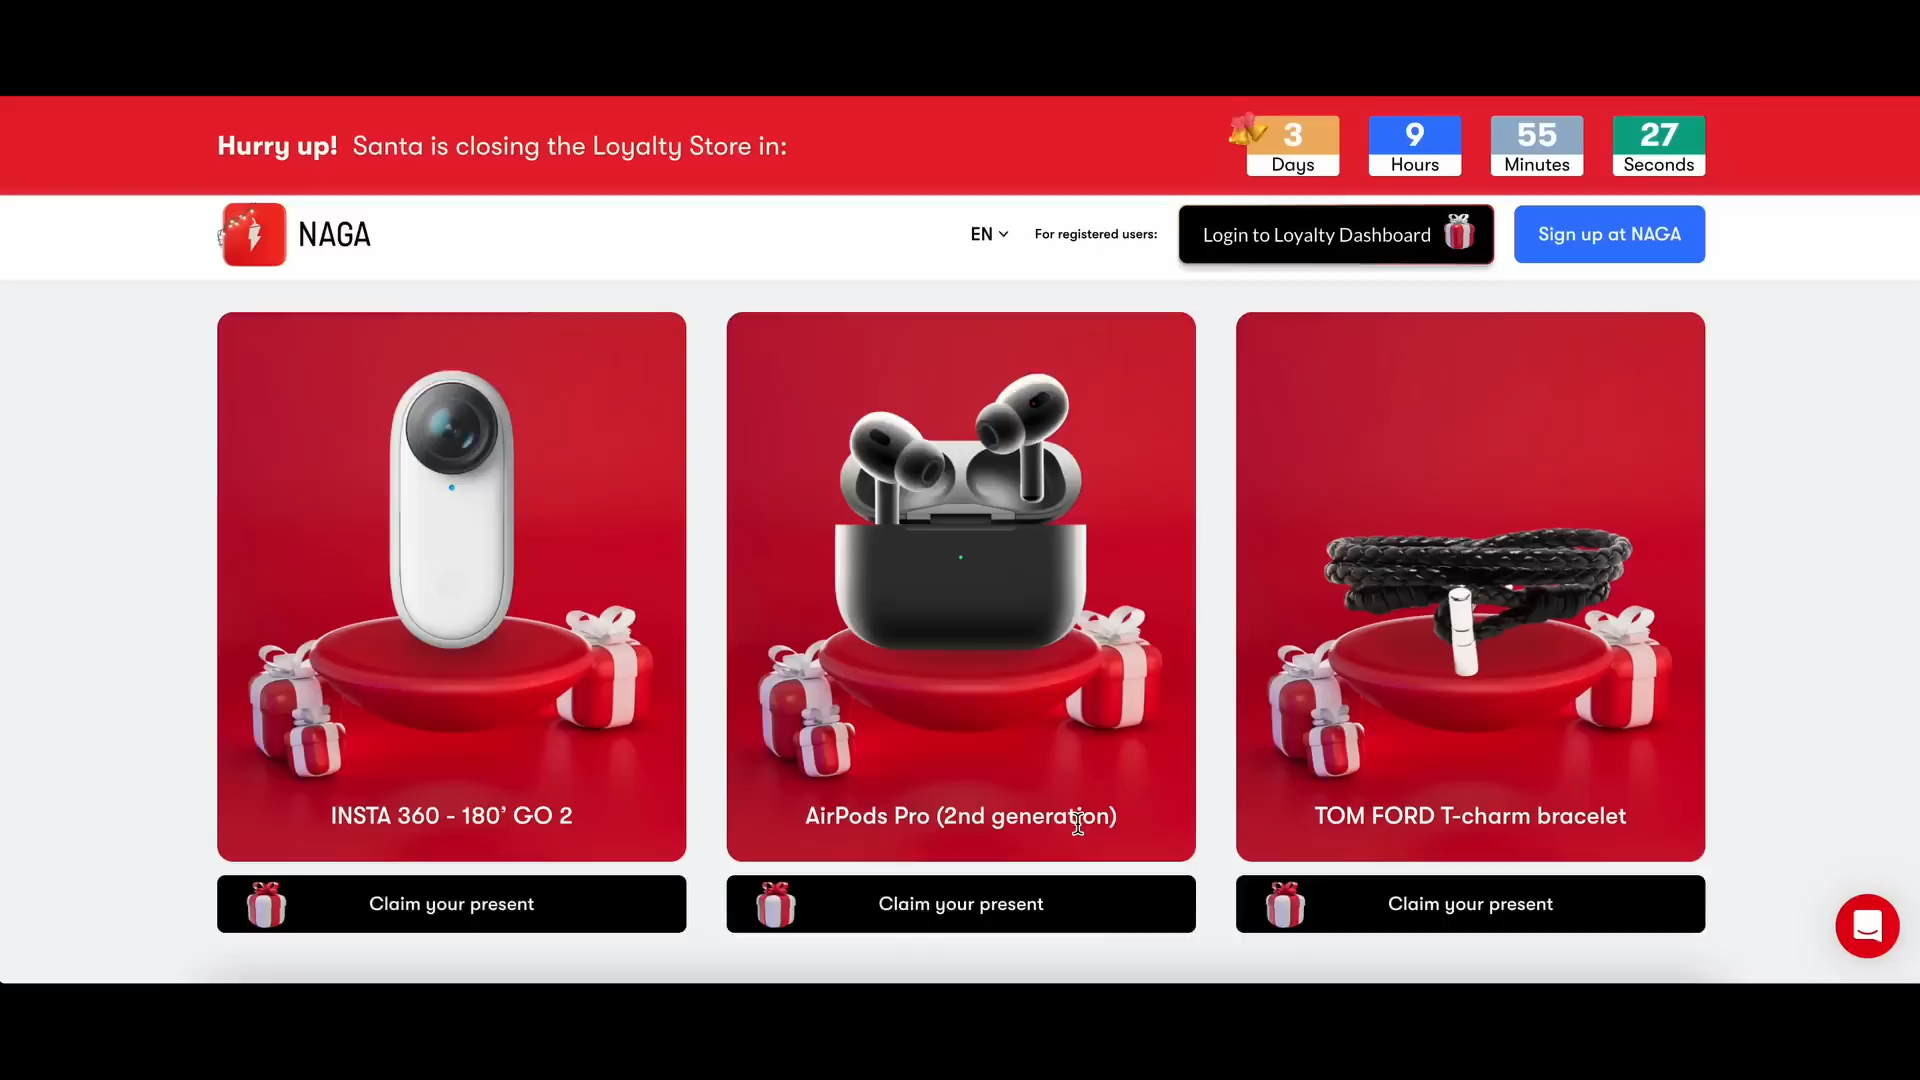 Hurry up! Santa is closing the Loyalty Store in:
3 9 55 27
Days Hours Minutes Seconds
NAGA
EN For registered users: Login to Loyalty Dashboard Sign up at NAGA
INSTA 360 - 180’ GO 2
AirPods Pro (2nd generation)
TOM FORD T-charm bracelet
Claim your present
Claim your present
Claim your present